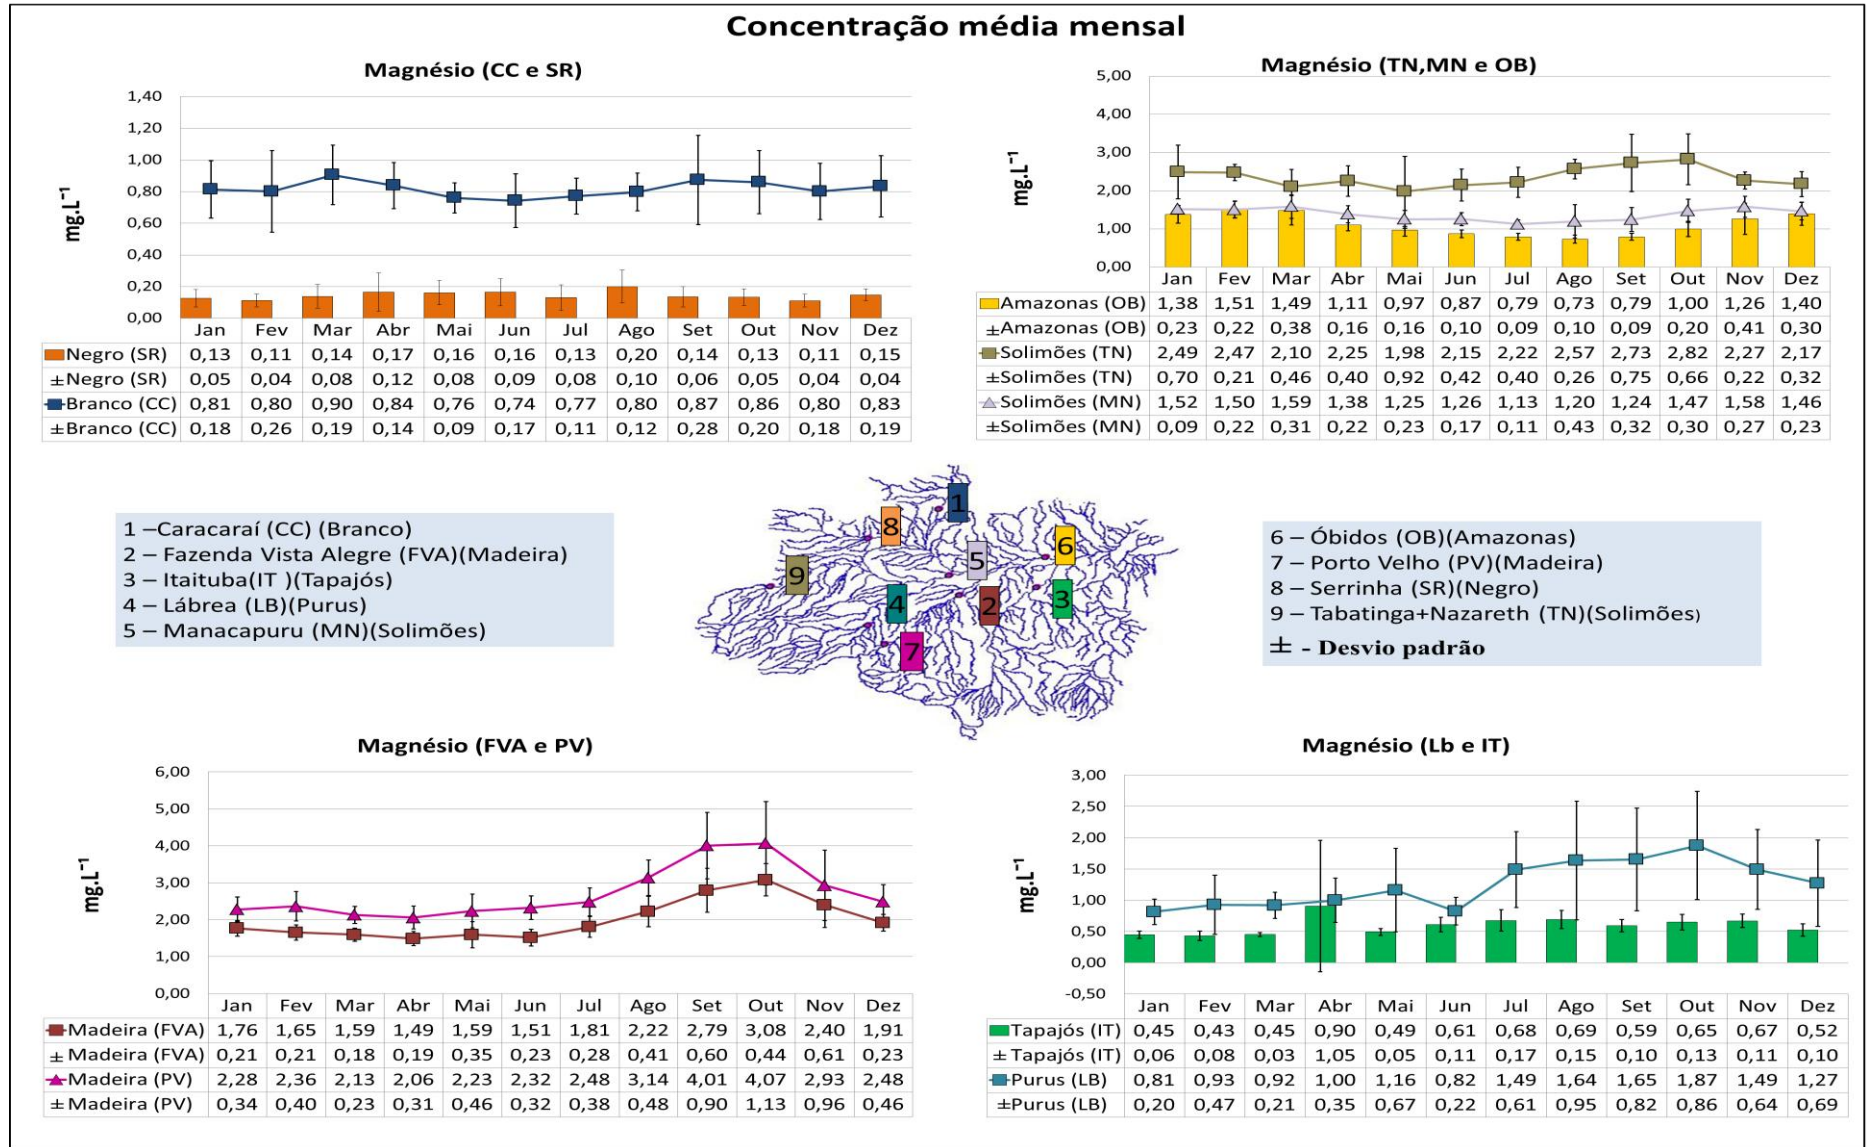 Concentração média mensal
Magnésio (CC e SR)
mg.L⁻¹
1,40
1,20
1,00
0,80
0,60
0,40
0,20
0,00
Jan Fev Mar Abr Mai Jun Jul Ago Set Out Nov Dez
Negro (SR) 0,13 0,11 0,14 0,17 0,16 0,16 0,13 0,20 0,14 0,13 0,11 0,15
±Negro (SR) 0,05 0,04 0,08 0,12 0,08 0,09 0,08 0,10 0,06 0,05 0,04 0,04
Branco (CC) 0,81 0,80 0,90 0,84 0,76 0,74 0,77 0,80 0,87 0,86 0,80 0,83
±Branco (CC) 0,18 0,26 0,19 0,14 0,09 0,17 0,11 0,12 0,28 0,20 0,18 0,19
Magnésio (TN,MN e OB)
mg.L⁻¹
5,00
4,00
3,00
2,00
1,00
0,00
Jan Fev Mar Abr Mai Jun Jul Ago Set Out Nov Dez
Amazonas (OB) 1,38 1,51 1,49 1,11 0,97 0,87 0,79 0,73 0,79 1,00 1,26 1,40
±Amazonas (OB) 0,23 0,22 0,38 0,16 0,16 0,10 0,09 0,10 0,09 0,20 0,41 0,30
Solimões (TN) 2,49 2,47 2,10 2,25 1,98 2,15 2,22 2,57 2,73 2,82 2,27 2,17
±Solimões (TN) 0,70 0,21 0,46 0,40 0,92 0,42 0,40 0,26 0,75 0,66 0,22 0,32
Solimões (MN) 1,52 1,50 1,59 1,38 1,25 1,26 1,13 1,20 1,24 1,47 1,58 1,46
±Solimões (MN) 0,09 0,22 0,31 0,22 0,23 0,17 0,11 0,43 0,32 0,30 0,27 0,23
1 –Caracaraí (CC) (Branco)
2 – Fazenda Vista Alegre (FVA)(Madeira)
3 – Itaituba(IT )(Tapajós)
4 – Lábrea (LB)(Purus)
5 – Manacapuru (MN)(Solimões)
1
8
6
5
9
4
2
3
7
6 – Óbidos (OB)(Amazonas)
7 – Porto Velho (PV)(Madeira)
8 – Serrinha (SR)(Negro)
9 – Tabatinga+Nazareth (TN)(Solimões)
± - Desvio padrão
Magnésio (FVA e PV)
mg.L⁻¹
6,00
5,00
4,00
3,00
2,00
1,00
0,00
Jan Fev Mar Abr Mai Jun Jul Ago Set Out Nov Dez
Madeira (FVA) 1,76 1,65 1,59 1,49 1,59 1,51 1,81 2,22 2,79 3,08 2,40 1,91
± Madeira (FVA) 0,21 0,21 0,18 0,19 0,35 0,23 0,28 0,41 0,60 0,44 0,61 0,23
Madeira (PV) 2,28 2,36 2,13 2,06 2,23 2,32 2,48 3,14 4,01 4,07 2,93 2,48
± Madeira (PV) 0,34 0,40 0,23 0,31 0,46 0,32 0,38 0,48 0,90 1,13 0,96 0,46
Magnésio (Lb e IT)
mg.L⁻¹
3,00
2,50
2,00
1,50
1,00
0,50
0,00
-0,50
Jan Fev Mar Abr Mai Jun Jul Ago Set Out Nov Dez
Tapajós (IT) 0,45 0,43 0,45 0,90 0,49 0,61 0,68 0,69 0,59 0,65 0,67 0,52
± Tapajós (IT) 0,06 0,08 0,03 1,05 0,05 0,11 0,17 0,15 0,10 0,13 0,11 0,10
Purus (LB) 0,81 0,93 0,92 1,00 1,16 0,82 1,49 1,64 1,65 1,87 1,49 1,27
±Purus (LB) 0,20 0,47 0,21 0,35 0,67 0,22 0,61 0,95 0,82 0,86 0,64 0,69